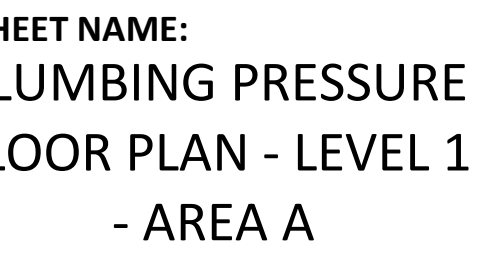 HEET NAME:
LUMBING PRESSURE
LOOR PLAN - LEVEL 1
- AREA A